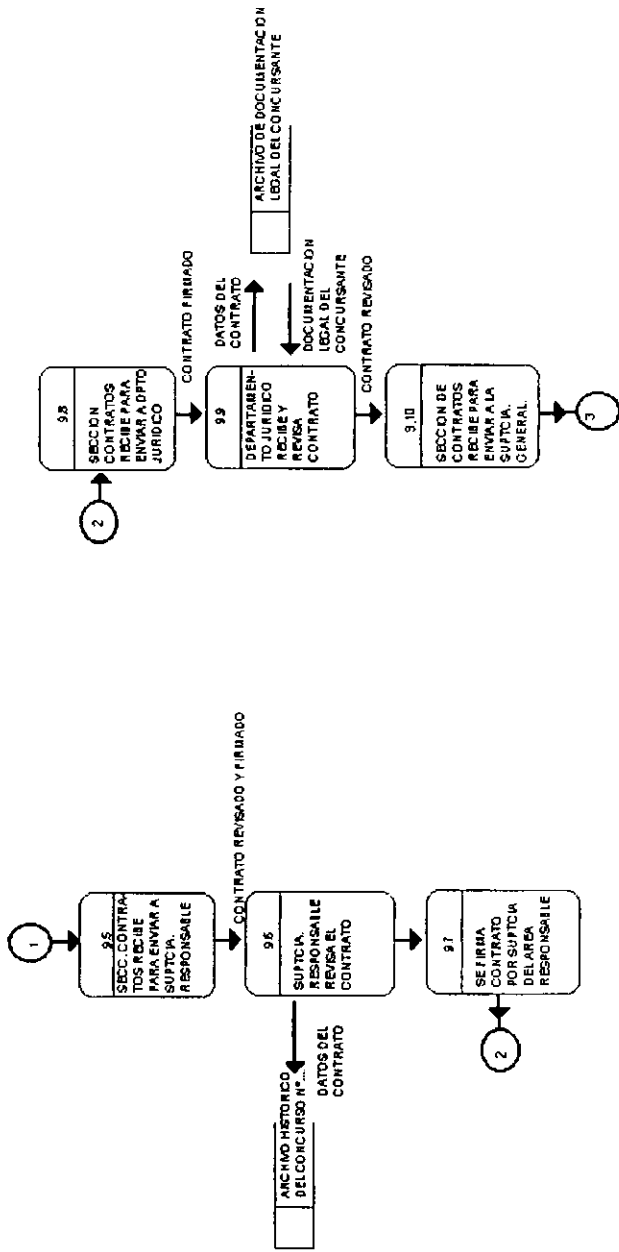 1
9.5
SECC. CONTRA-
TOS RECIBE
PARA ENVIAR A
SUPTCIA.
RESPONSABLE
CONTRATO REVISADO Y FIRMADO
9.6
SUPTCIA.
RESPONSABLE
REVISA EL
CONTRATO
ARCHIVO HISTORICO
DEL CONCURSO Nº...
DATOS DEL
CONTRATO
9.7
SE FIRMA
CONTRATO
POR SUPTCIA
DEL AREA
RESPONSABLE
2
2
9.8
SECCION
CONTRATOS
RECIBE PARA
ENVIAR A DPTO
JURIDICO
CONTRATO FIRMADO
9.9
DEPARTAMEN-
TO JURIDICO
RECIBE Y
REVISA
CONTRATO
DATOS DEL
CONTRATO
ARCHIVO DE DOCUMENTACION
LEGAL DEL CONCURSANTE
DOCUMENTACION
LEGAL DEL
CONCURSANTE
CONTRATO REVISADO
9.10
SECCION DE
CONTRATOS
RECIBE PARA
ENVIAR A LA
SUPTCIA.
GENERAL.
3